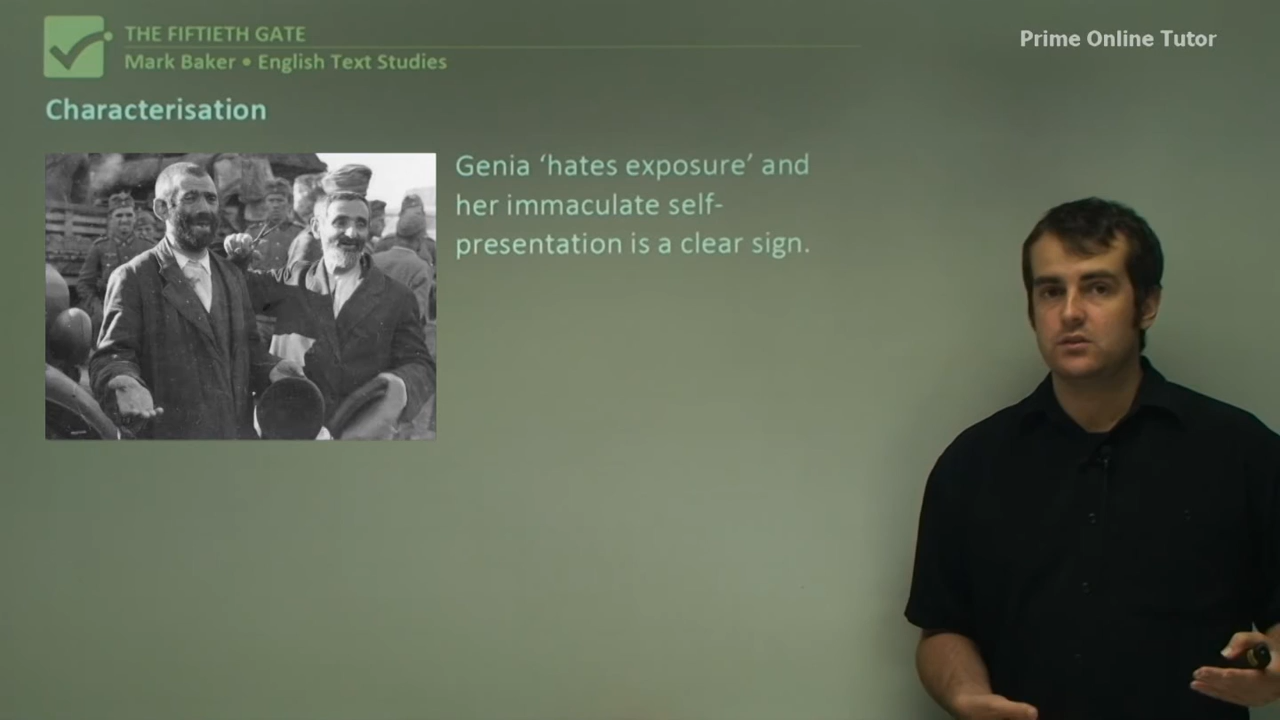 THE FIFTIETH GATE
Mark Baker • English Text Studies
Prime Online Tutor
Characterisation
Genia ‘hates exposure’ and
her immaculate self-
presentation is a clear sign.